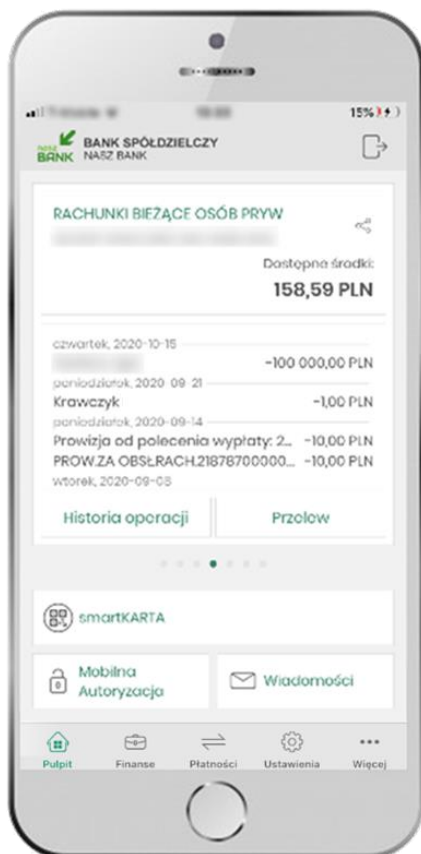 15%
nasz
BANK
BANK SPÓŁDZIELCZY
NASZ BANK
RACHUNKI BIEŻĄCE OSÓB PRYW
Dostępne środki:
158,59 PLN
czwartek, 2020-10-15
-100 000,00 PLN
poniedziałek, 2020-09-21
Krawczyk -1,00 PLN
poniedziałek, 2020-09-14
Prowizja od polecenia wypłaty: 2... -10,00 PLN
PROW.ZA OBSŁ.RACH.21878700000... -10,00 PLN
wtorek, 2020-09-08
Historia operacji Przelew
smartKARTA
Mobilna
Autoryzacja
Wiadomości
Pulpit Finanse Płatności Ustawienia Więcej